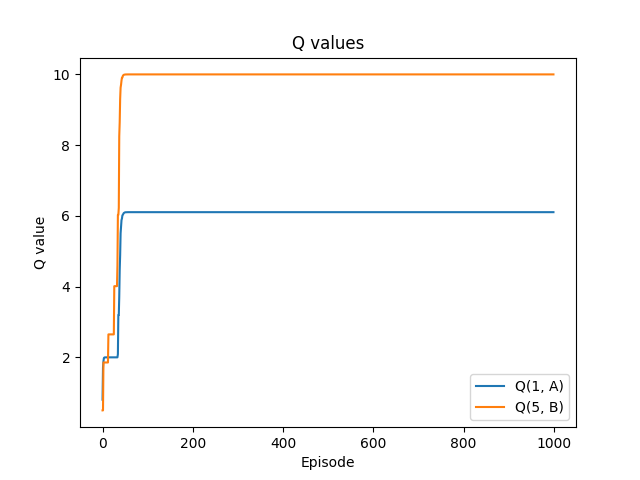 Q values
10
8
6
4
2
Q value
0
200
400
600
800
1000
Episode
Q(1, A)
Q(5, B)